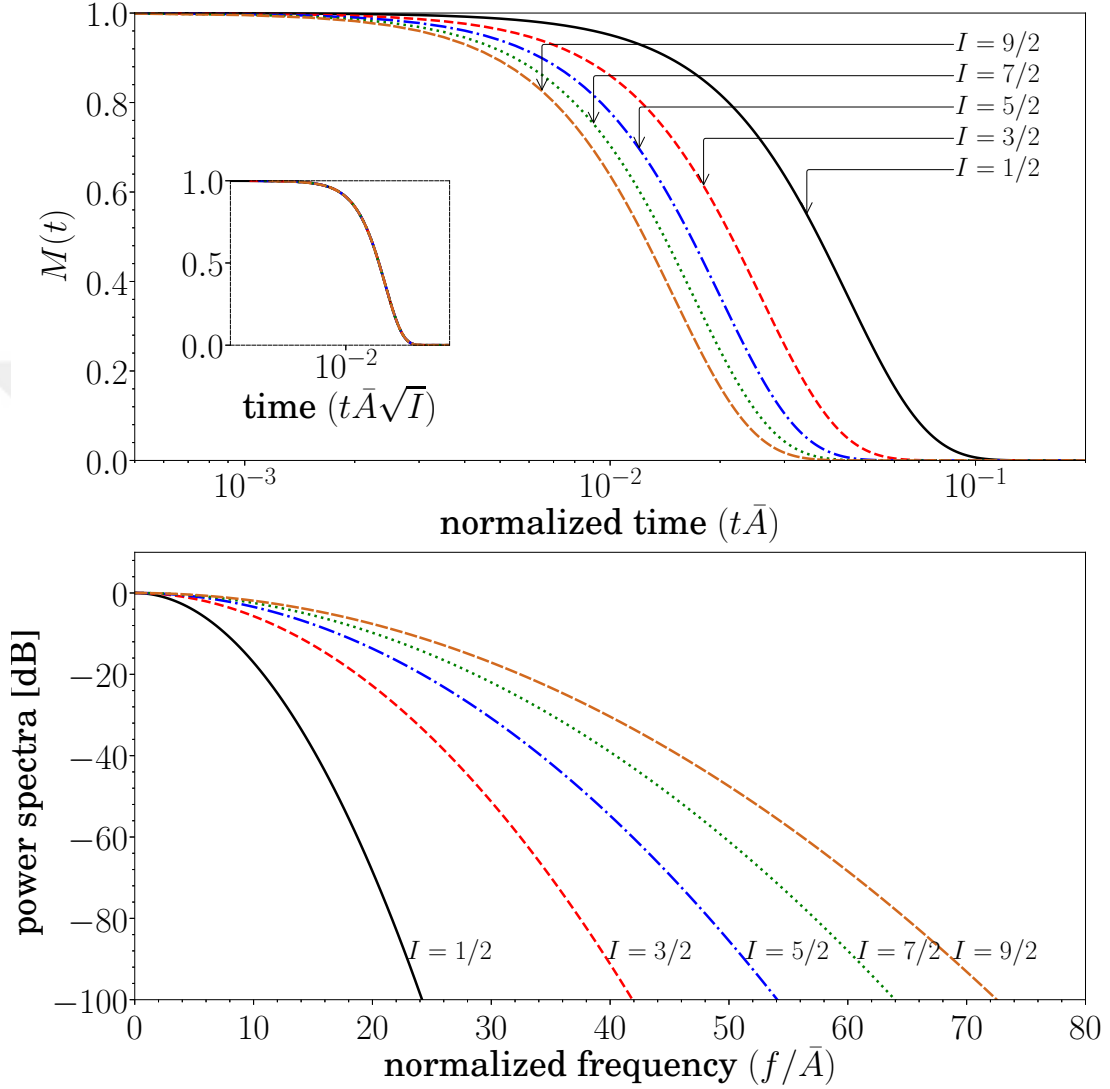 1.0
0.8
0.6
0.4
0.2
0.0
M(t)
I = 9/2
I = 7/2
I = 5/2
I = 3/2
I = 1/2
1.0
0.5
0.0
10⁻²
time (tĀ√I)
10⁻³
10⁻²
10⁻¹
normalized time (tĀ)
0
−20
−40
−60
−80
−100
power spectra [dB]
I = 1/2
I = 3/2
I = 5/2
I = 7/2
I = 9/2
0 10 20 30 40 50 60 70 80
normalized frequency (f/Ā)